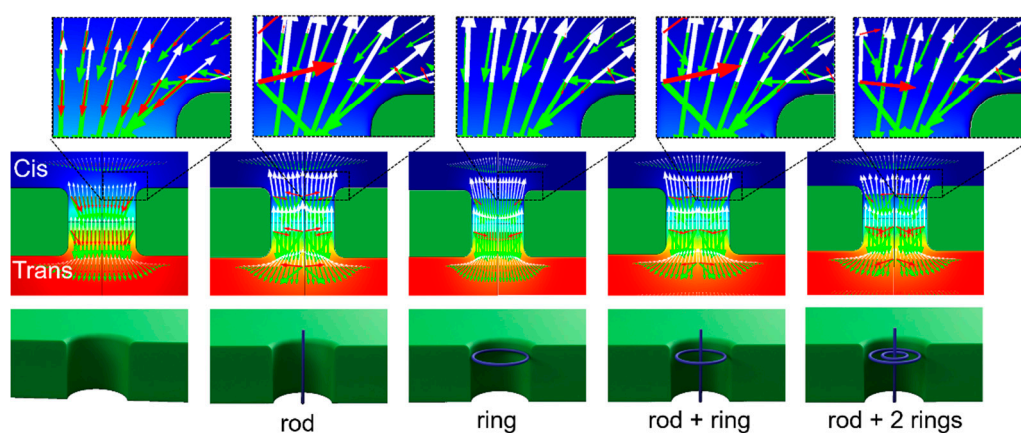 Cis
Trans
rod
ring
rod + ring
rod + 2 rings